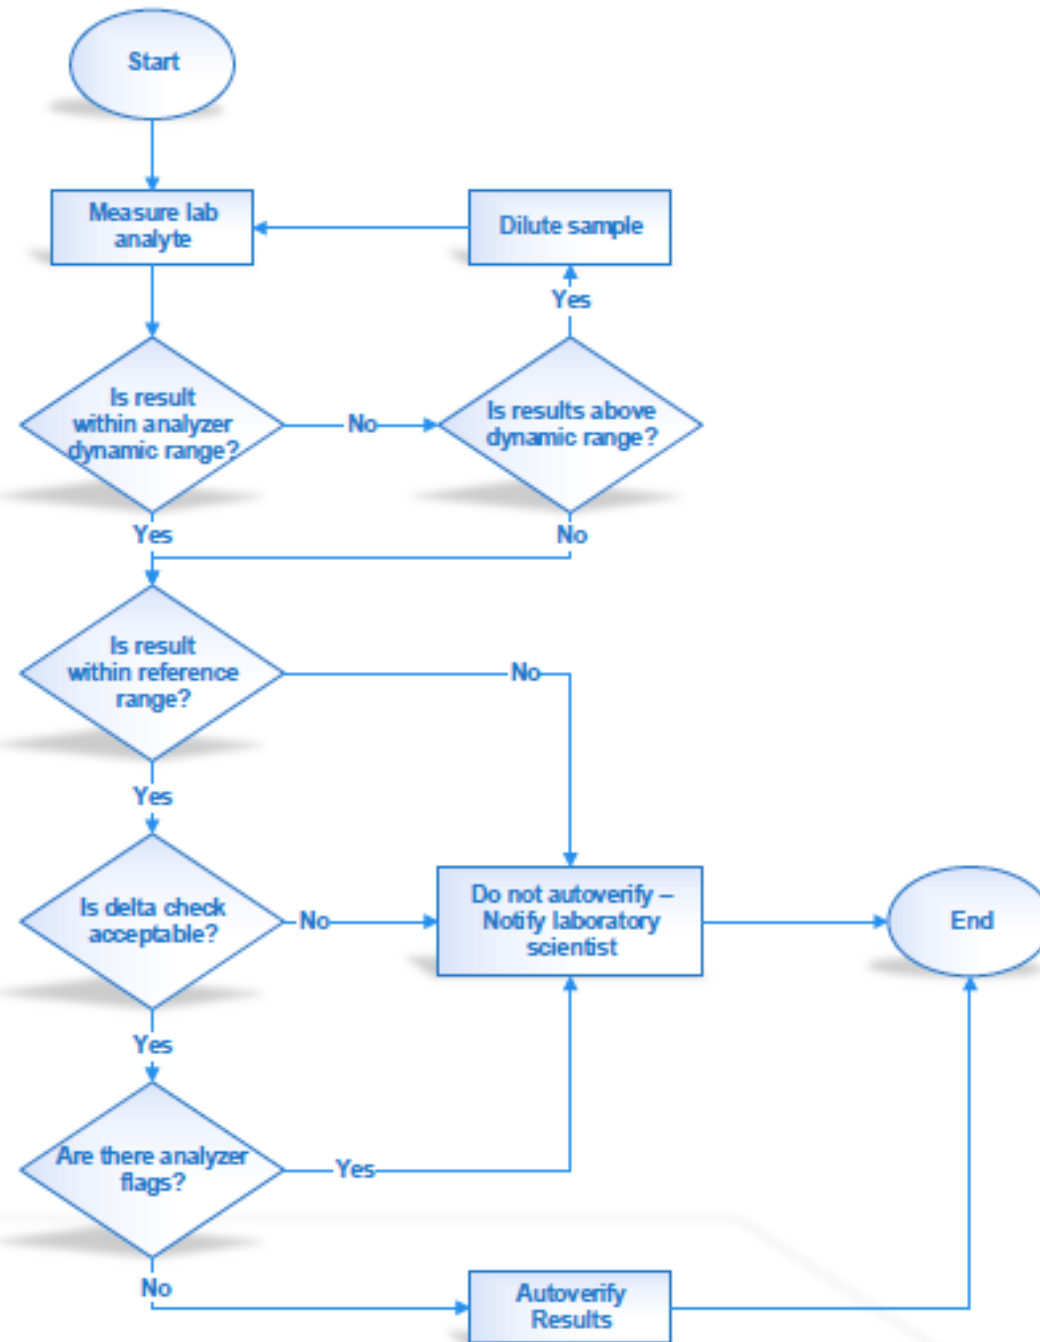 Start
Measure lab
analyte
Dilute sample
Yes
Is result
within analyzer
dynamic range?
No
Is results above
dynamic range?
Yes
No
Is result
within reference
range?
No
Yes
Is delta check
acceptable?
No
Do not autoverify –
Notify laboratory
scientist
End
Yes
Are there analyzer
flags?
Yes
No
Autoverify
Results